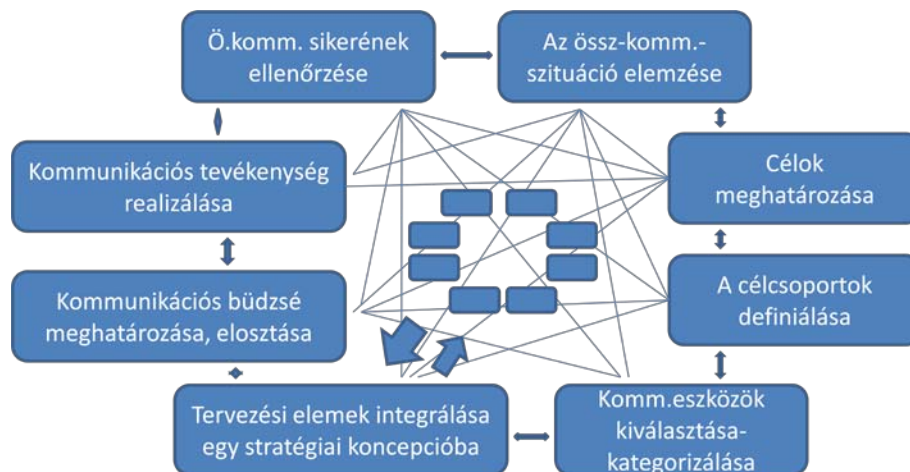 Ö.komm. sikerének
ellenőrzése
Az össz-komm.-
szituáció elemzése
Kommunikációs tevékenység
realizálása
Célok
meghatározása
Kommunikációs büdzsé
meghatározása, elosztása
A célcsoportok
definiálása
Tervezési elemek integrálása
egy stratégiai koncepcióba
Komm.eszközök
kiválasztása-
kategorizálása